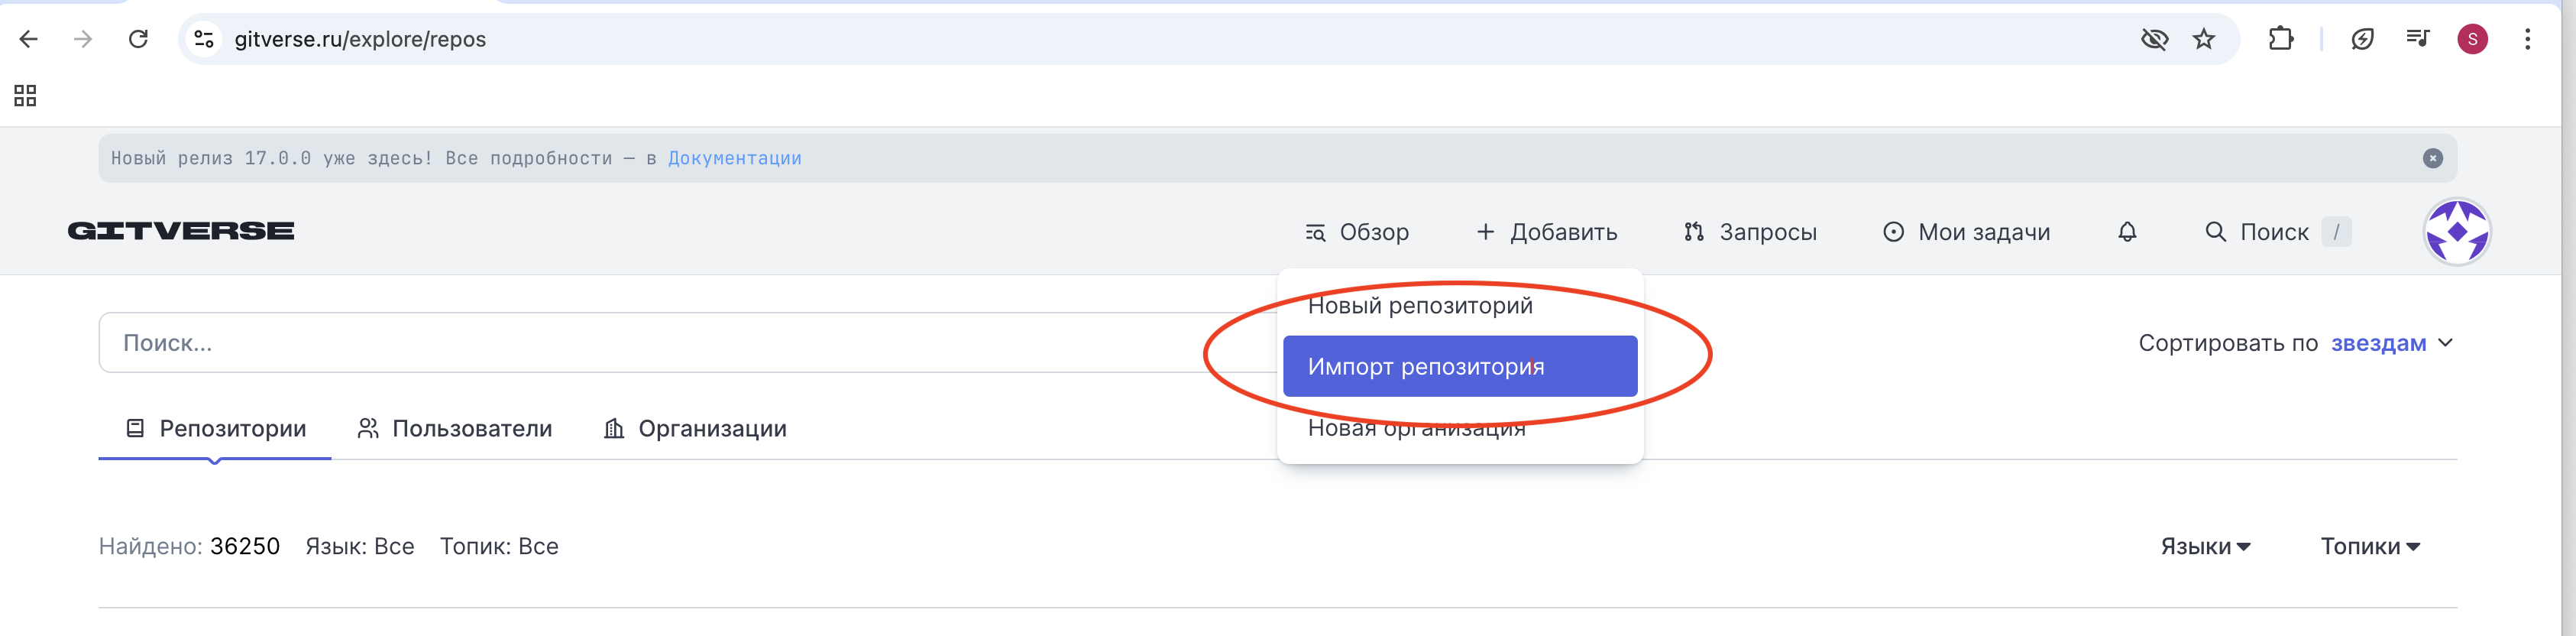 gitverse.ru/explore/repos
S
Новый релиз 17.0.0 уже здесь! Все подробности — в Документации
GITVERSE
Обзор
Добавить
Запросы
Мои задачи
Поиск /
Новый репозиторий
Импорт репозитория
Новая организация
Поиск...
Сортировать по звездам
Репозитории
Пользователи
Организации
Найдено: 36250 Язык: Все Топик: Все
Языки
Топики